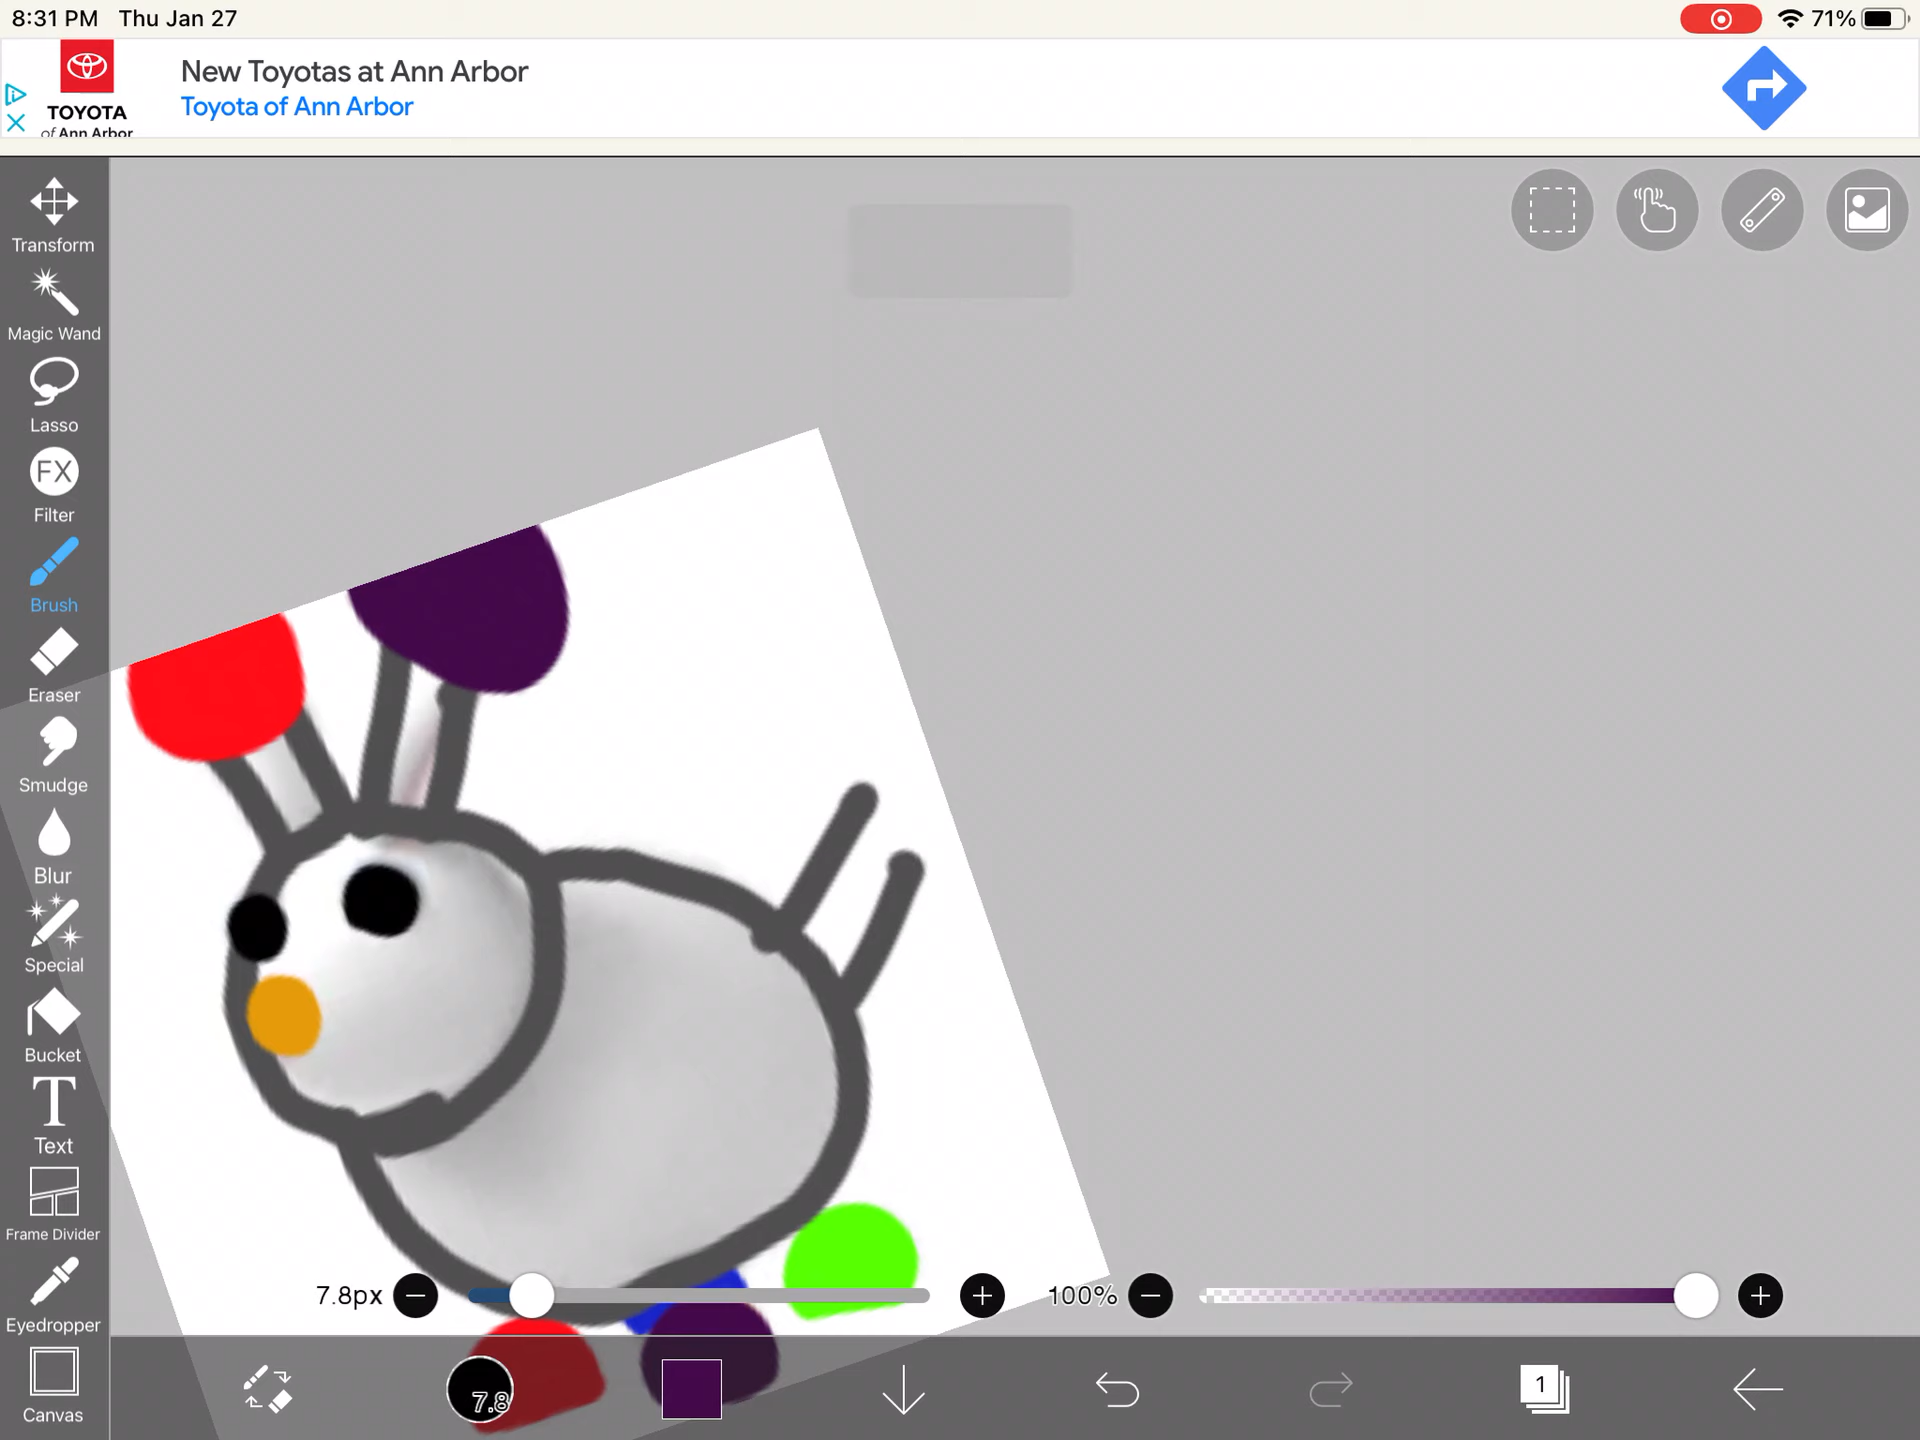 8:31 PM Thu Jan 27
71%
New Toyotas at Ann Arbor
Toyota of Ann Arbor
TOYOTA
of Ann Arbor
Transform
Magic Wand
Lasso
FX
Filter
Brush
Eraser
Smudge
Blur
Special
Bucket
T
Text
Frame Divider
Eyedropper
Canvas
7.8px
100%
7.8
1